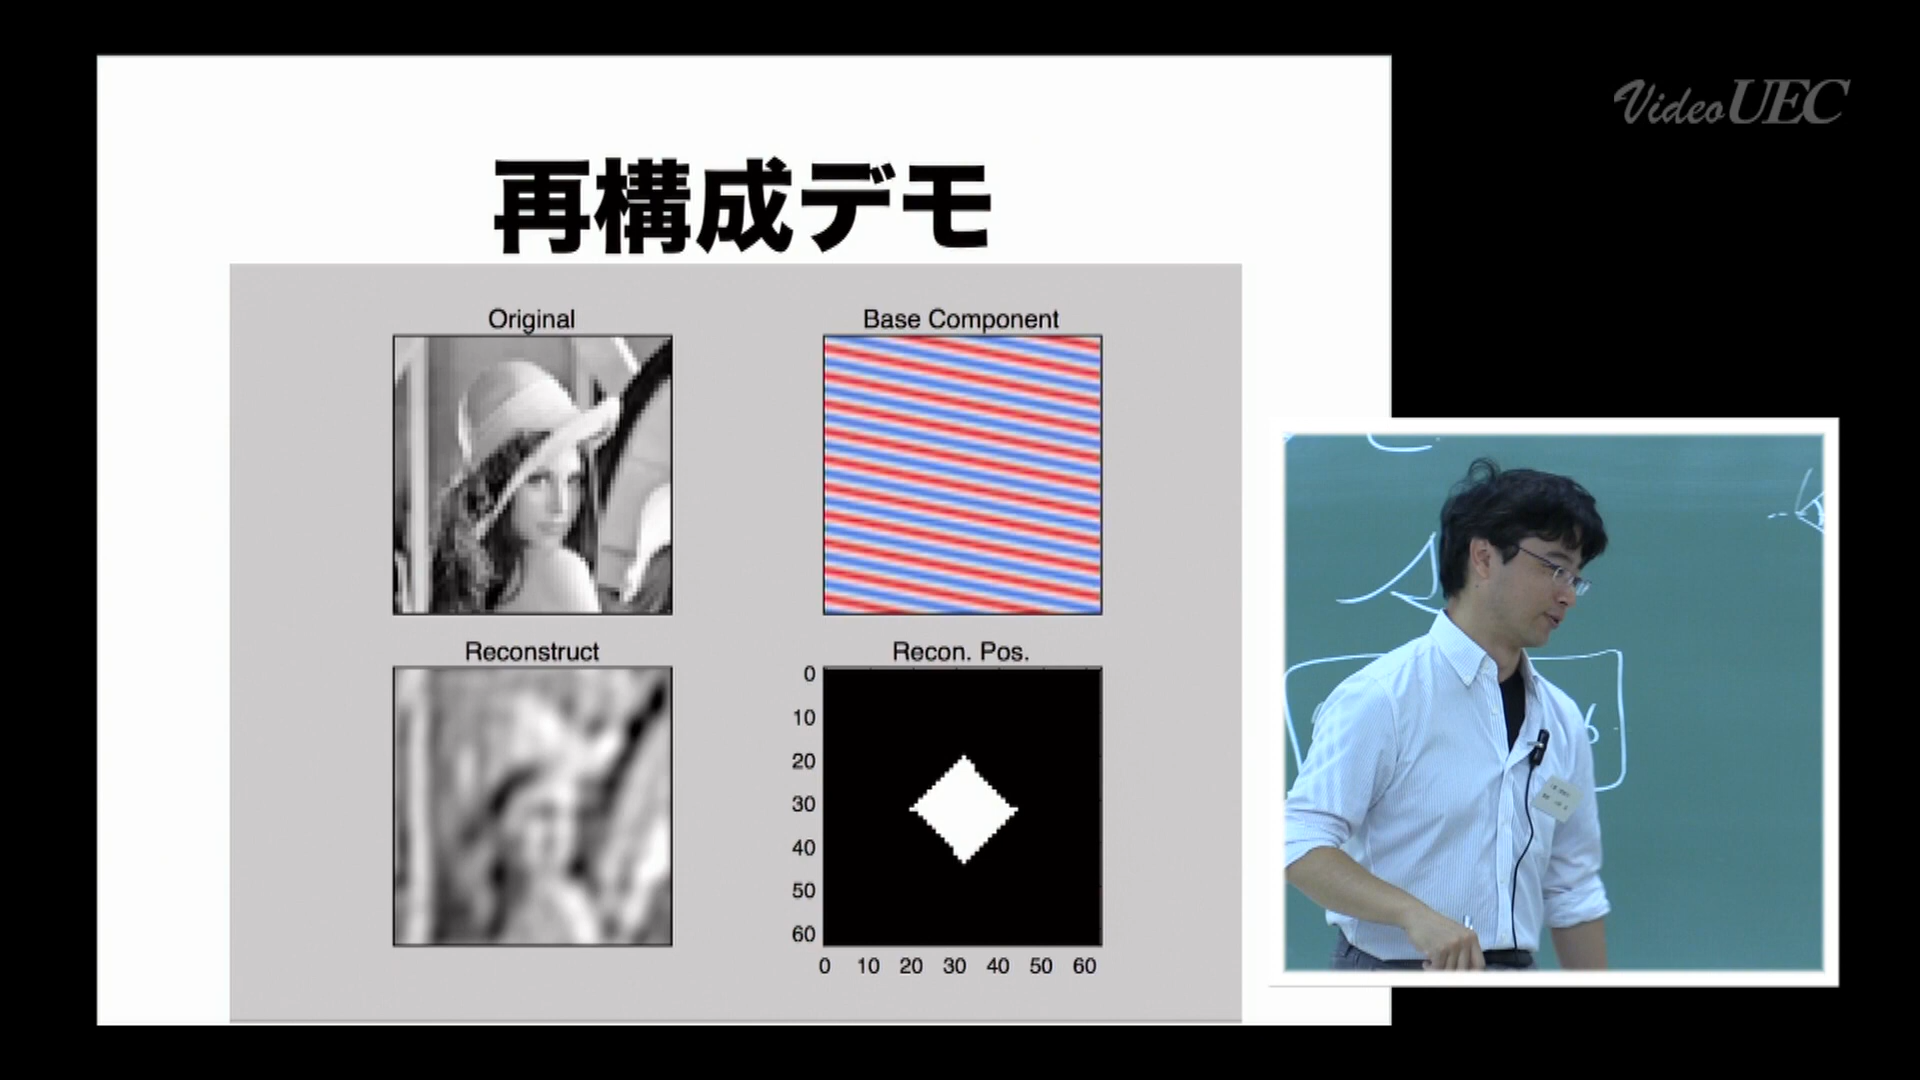 VideoUEC
再構成デモ
Original
Base Component
Reconstruct
Recon. Pos.
0
10
20
30
40
50
60
0 10 20 30 40 50 60